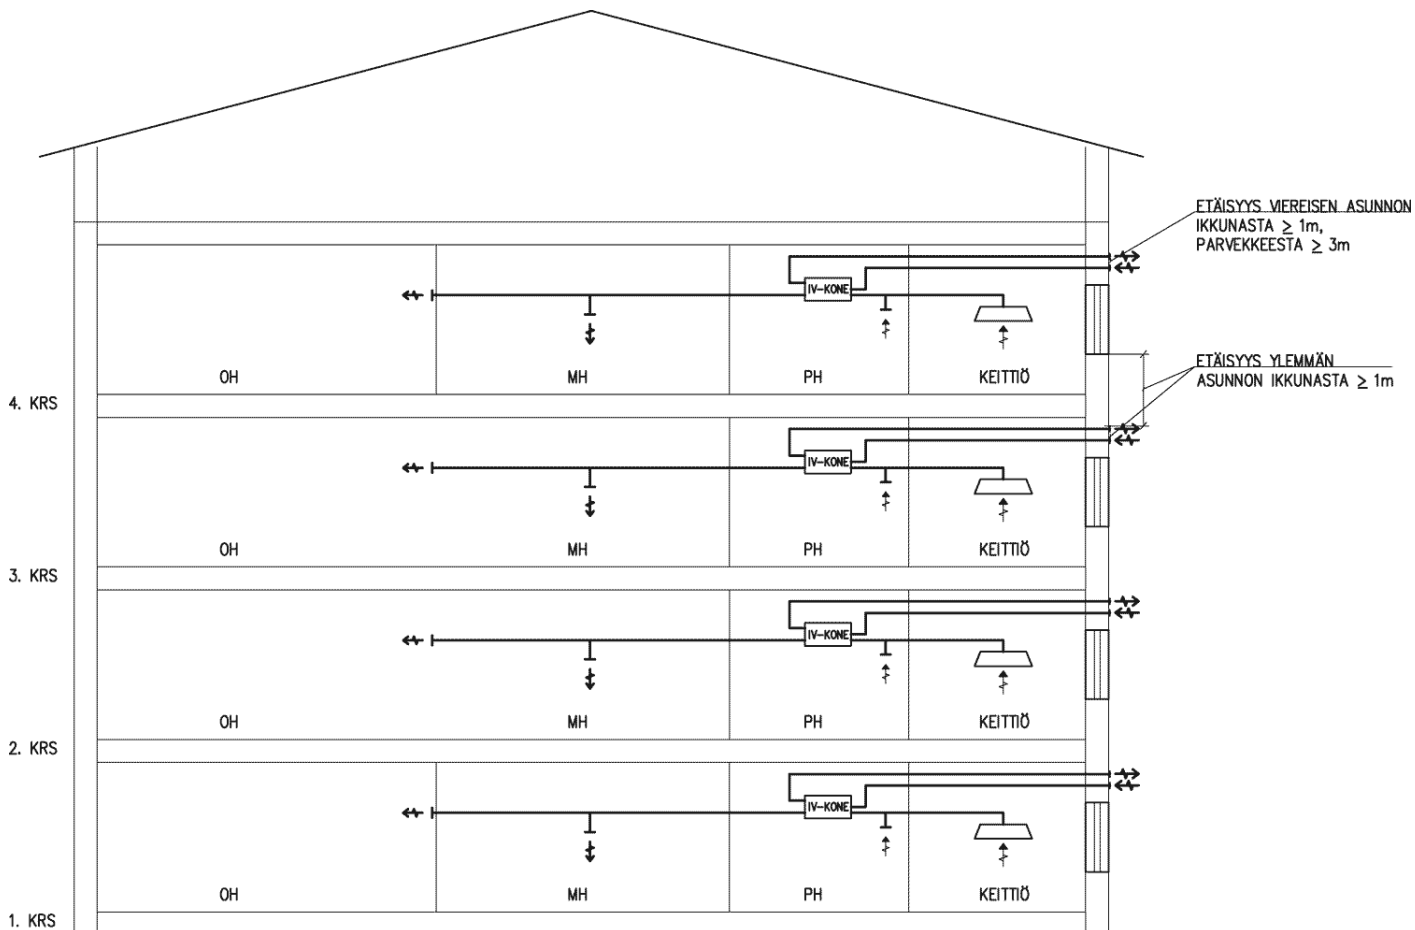 ETÄISYYS VIEREISEN ASUNNON
IKKUNASTA ≥ 1m,
PARVEKKEESTA ≥ 3m
IV-KONE
OH
MH
PH
KEITTIÖ
ETÄISYYS YLEMMÄN
ASUNNON IKKUNASTA ≥ 1m
4. KRS
IV-KONE
OH
MH
PH
KEITTIÖ
3. KRS
IV-KONE
OH
MH
PH
KEITTIÖ
2. KRS
IV-KONE
OH
MH
PH
KEITTIÖ
1. KRS